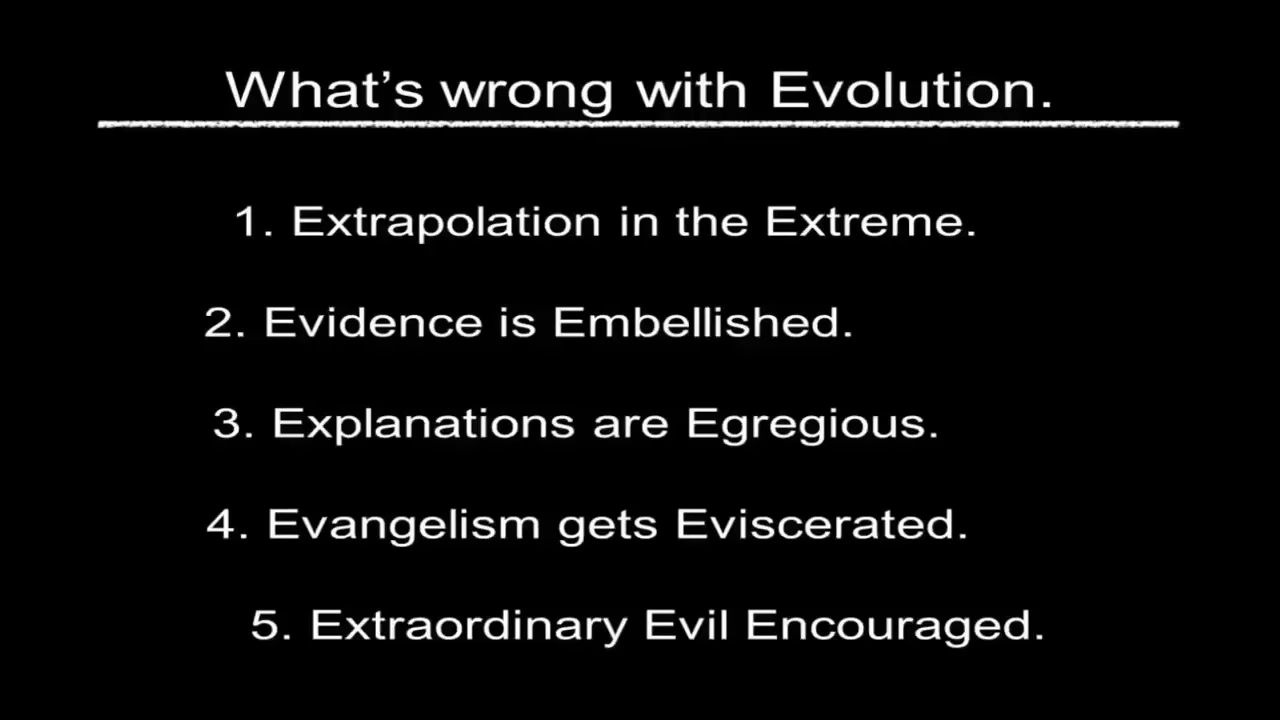 What’s wrong with Evolution.
1. Extrapolation in the Extreme.
2. Evidence is Embellished.
3. Explanations are Egregious.
4. Evangelism gets Eviscerated.
5. Extraordinary Evil Encouraged.